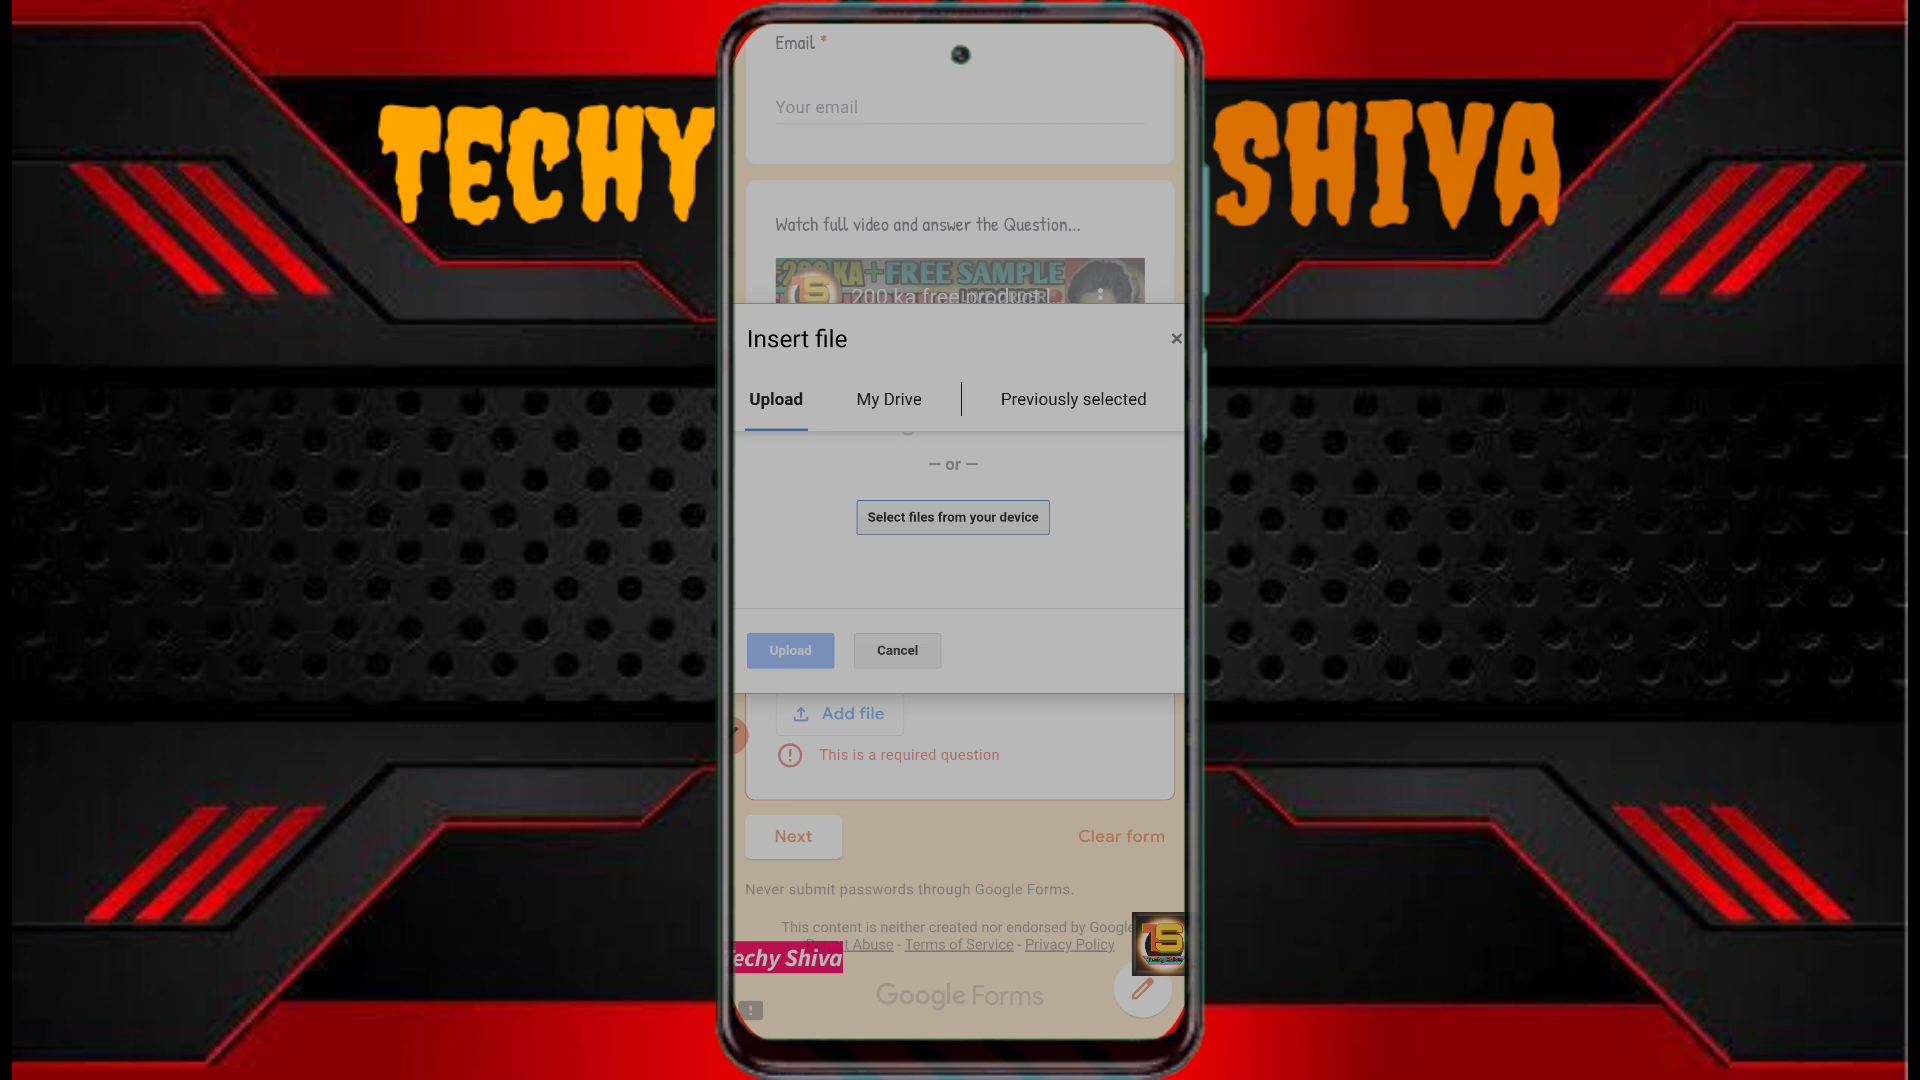 TECHY SHIVA
Email *
Your email
Watch full video and answer the Question...
200 KA+FREE SAMPLE
200 ka free product
Insert file
×
Upload My Drive Previously selected
— or —
Select files from your device
Upload Cancel
Add file
This is a required question
Next Clear form
Never submit passwords through Google Forms.
This content is neither created nor endorsed by Google
Abuse - Terms of Service - Privacy Policy
TS
echy Shiva
Google Forms